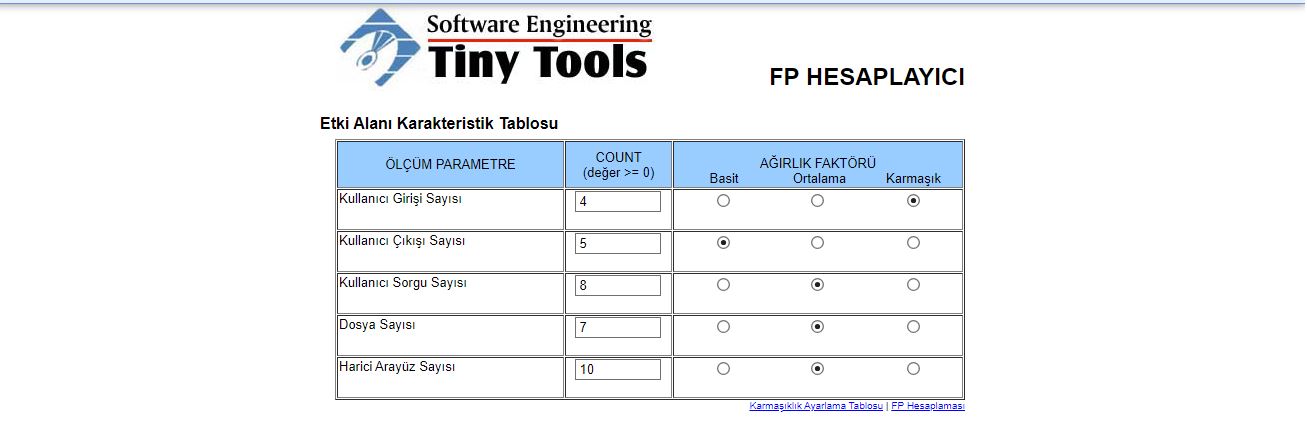 Software Engineering
Tiny Tools
FP HESAPLAYICI
Etki Alanı Karakteristik Tablosu
ÖLÇÜM PARAMETRE
COUNT
(değer >= 0)
AĞIRLIK FAKTÖRÜ
Basit Ortalama Karmaşık
Kullanıcı Girişi Sayısı 4
Kullanıcı Çıkışı Sayısı 5
Kullanıcı Sorgu Sayısı 8
Dosya Sayısı 7
Harici Arayüz Sayısı 10
Karmaşıklık Ayarlama Tablosu | FP Hesaplaması